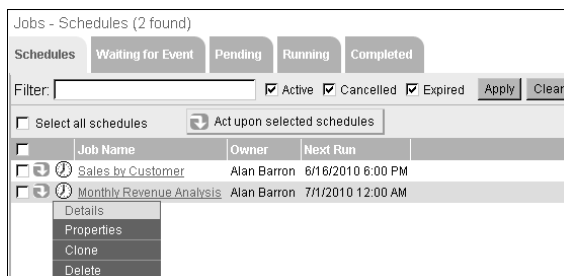 Jobs - Schedules (2 found)
Schedules Waiting for Event Pending Running Completed
Filter: Active Cancelled Expired Apply Clear
Select all schedules Act upon selected schedules
Job Name Owner Next Run
Sales by Customer Alan Barron 6/16/2010 6:00 PM
Monthly Revenue Analysis Alan Barron 7/1/2010 12:00 AM
Details
Properties
Clone
Delete